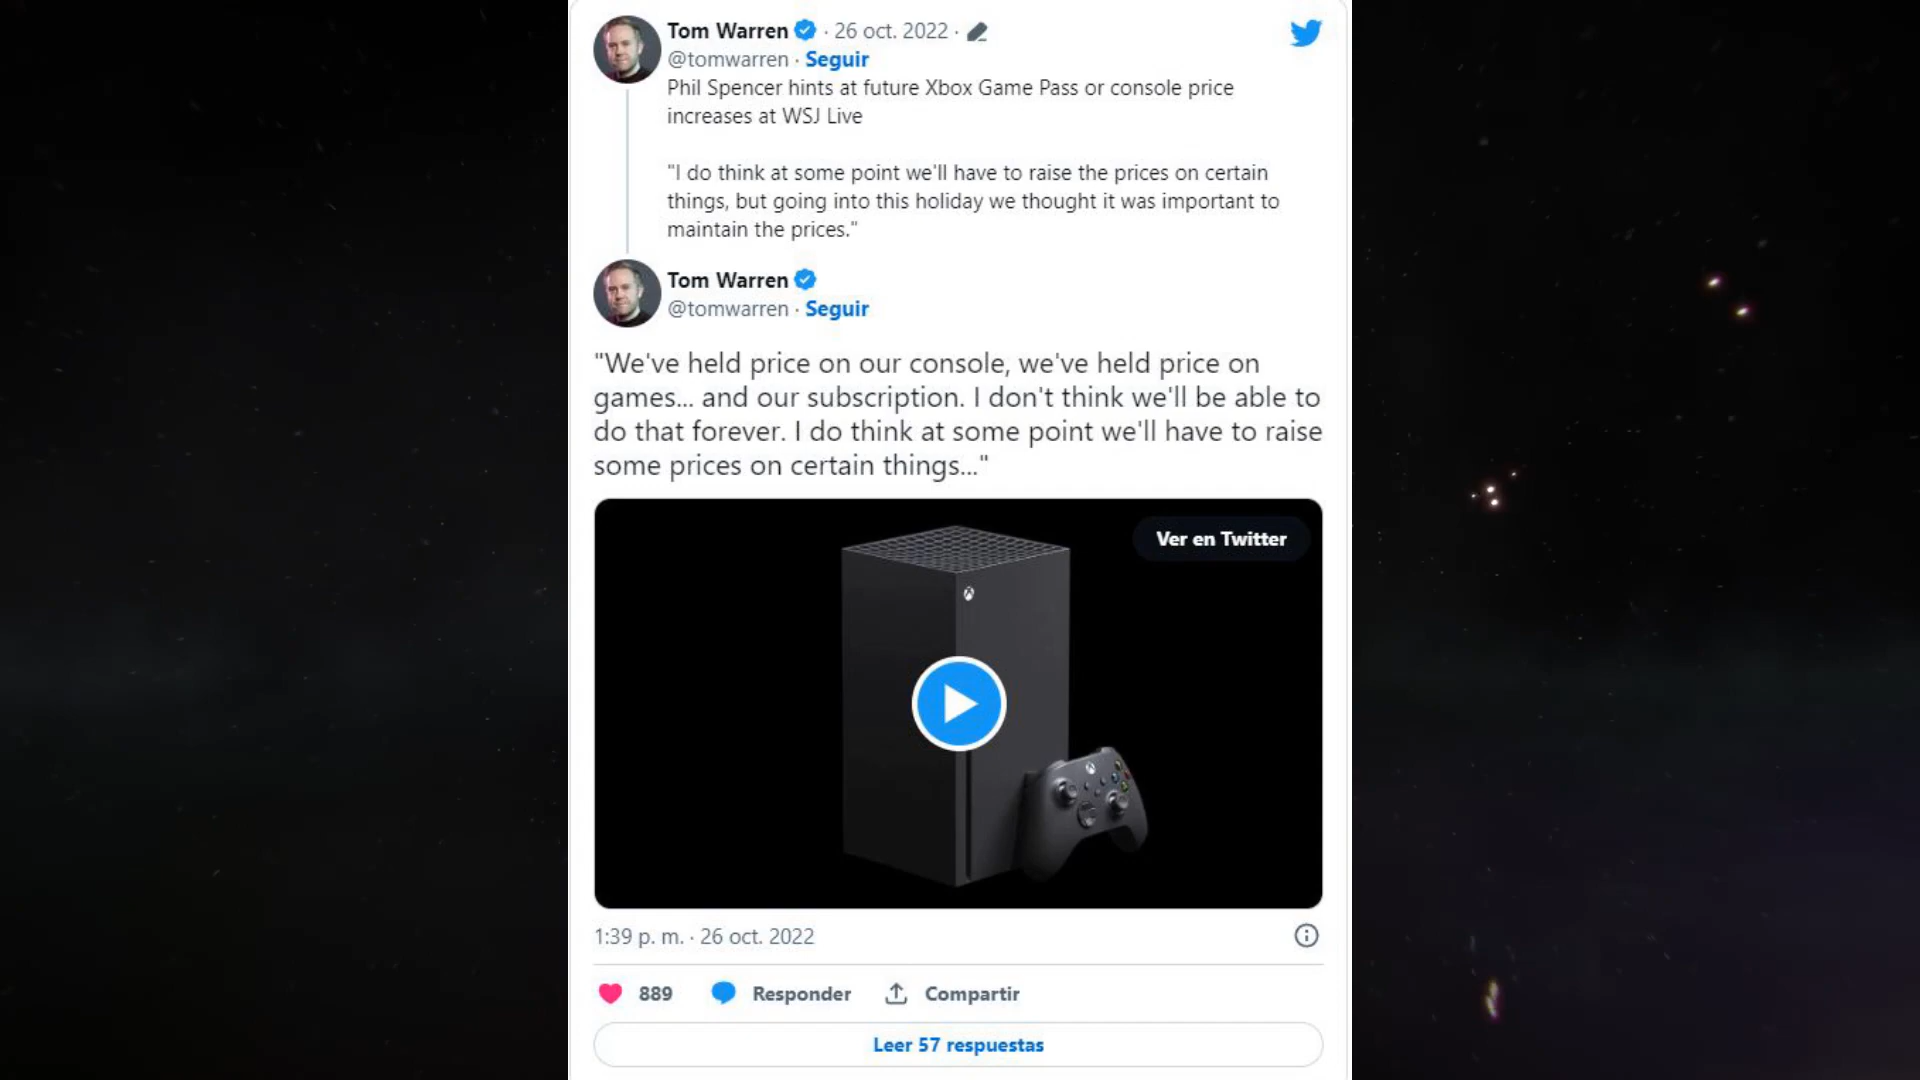 Tom Warren · 26 oct. 2022 ·
@tomwarren · Seguir
Phil Spencer hints at future Xbox Game Pass or console price
increases at WSJ Live
"I do think at some point we'll have to raise the prices on certain
things, but going into this holiday we thought it was important to
maintain the prices."
Tom Warren
@tomwarren · Seguir
"We've held price on our console, we've held price on
games... and our subscription. I don't think we'll be able to
do that forever. I do think at some point we'll have to raise
some prices on certain things..."
Ver en Twitter
1:39 p. m. · 26 oct. 2022
889 Responder Compartir
Leer 57 respuestas